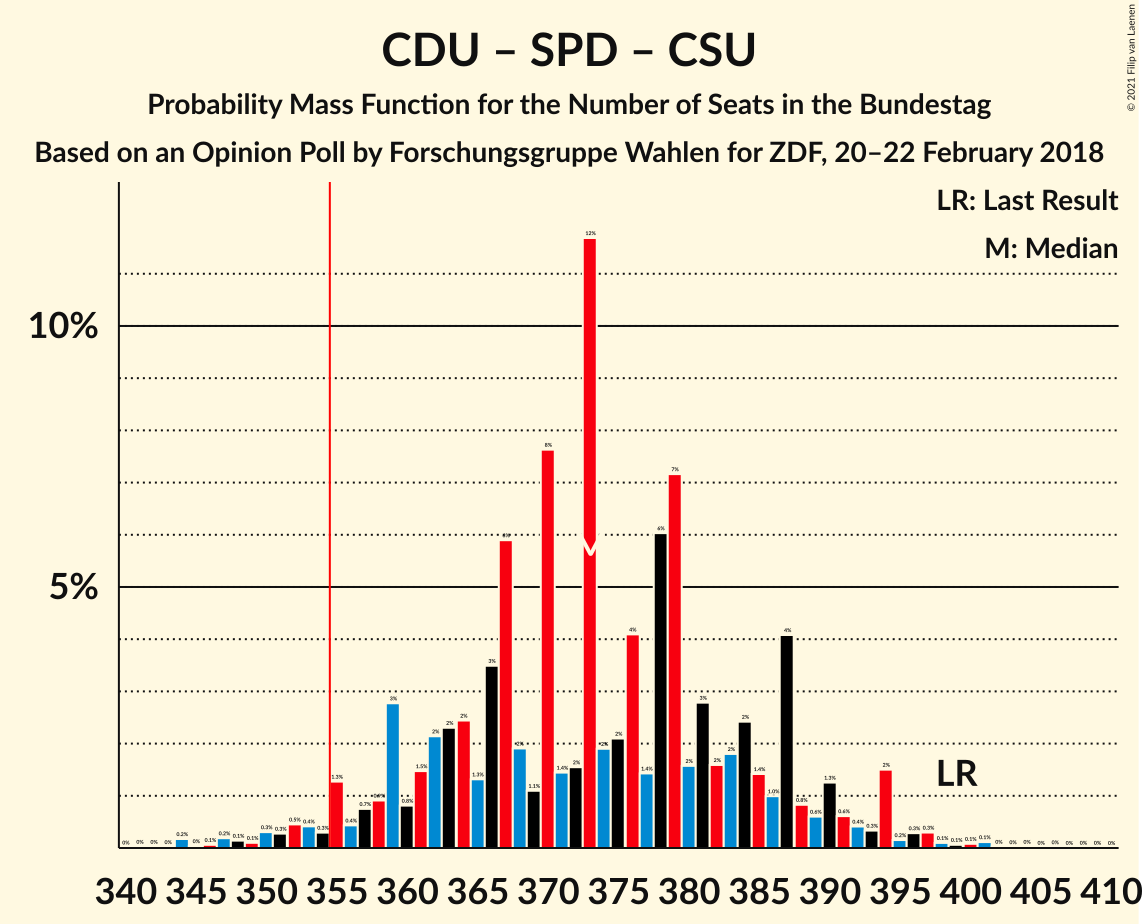 CDU – SPD – CSU
Probability Mass Function for the Number of Seats in the Bundestag
Based on an Opinion Poll by Forschungsgruppe Wahlen for ZDF, 20–22 February 2018
© 2021 Filip van Laenen
LR: Last Result
M: Median
10%
5%
0% 0% 0% 0% 0.2% 0% 0.1% 0.2% 0.1% 0.1% 0.3% 0.3% 0.5% 0.4% 0.3% 1.3% 0.4% 0.7% 0.9% 3% 0.8% 1.5% 2% 2% 2% 1.3% 3% 6% 2% 1.1% 8% 1.4% 2% 12% 2% 2% 4% 1.4% 6% 7% 2% 3% 2% 2% 2% 1.4% 1.0% 4% 0.8% 0.6% 1.3% 0.6% 0.4% 0.3% 2% 0.2% 0.3% 0.3% 0.1% 0.1% 0.1% 0.1% 0% 0% 0% 0% 0% 0% 0% 0% 0%
M
LR
340 345 350 355 360 365 370 375 380 385 390 395 400 405 410